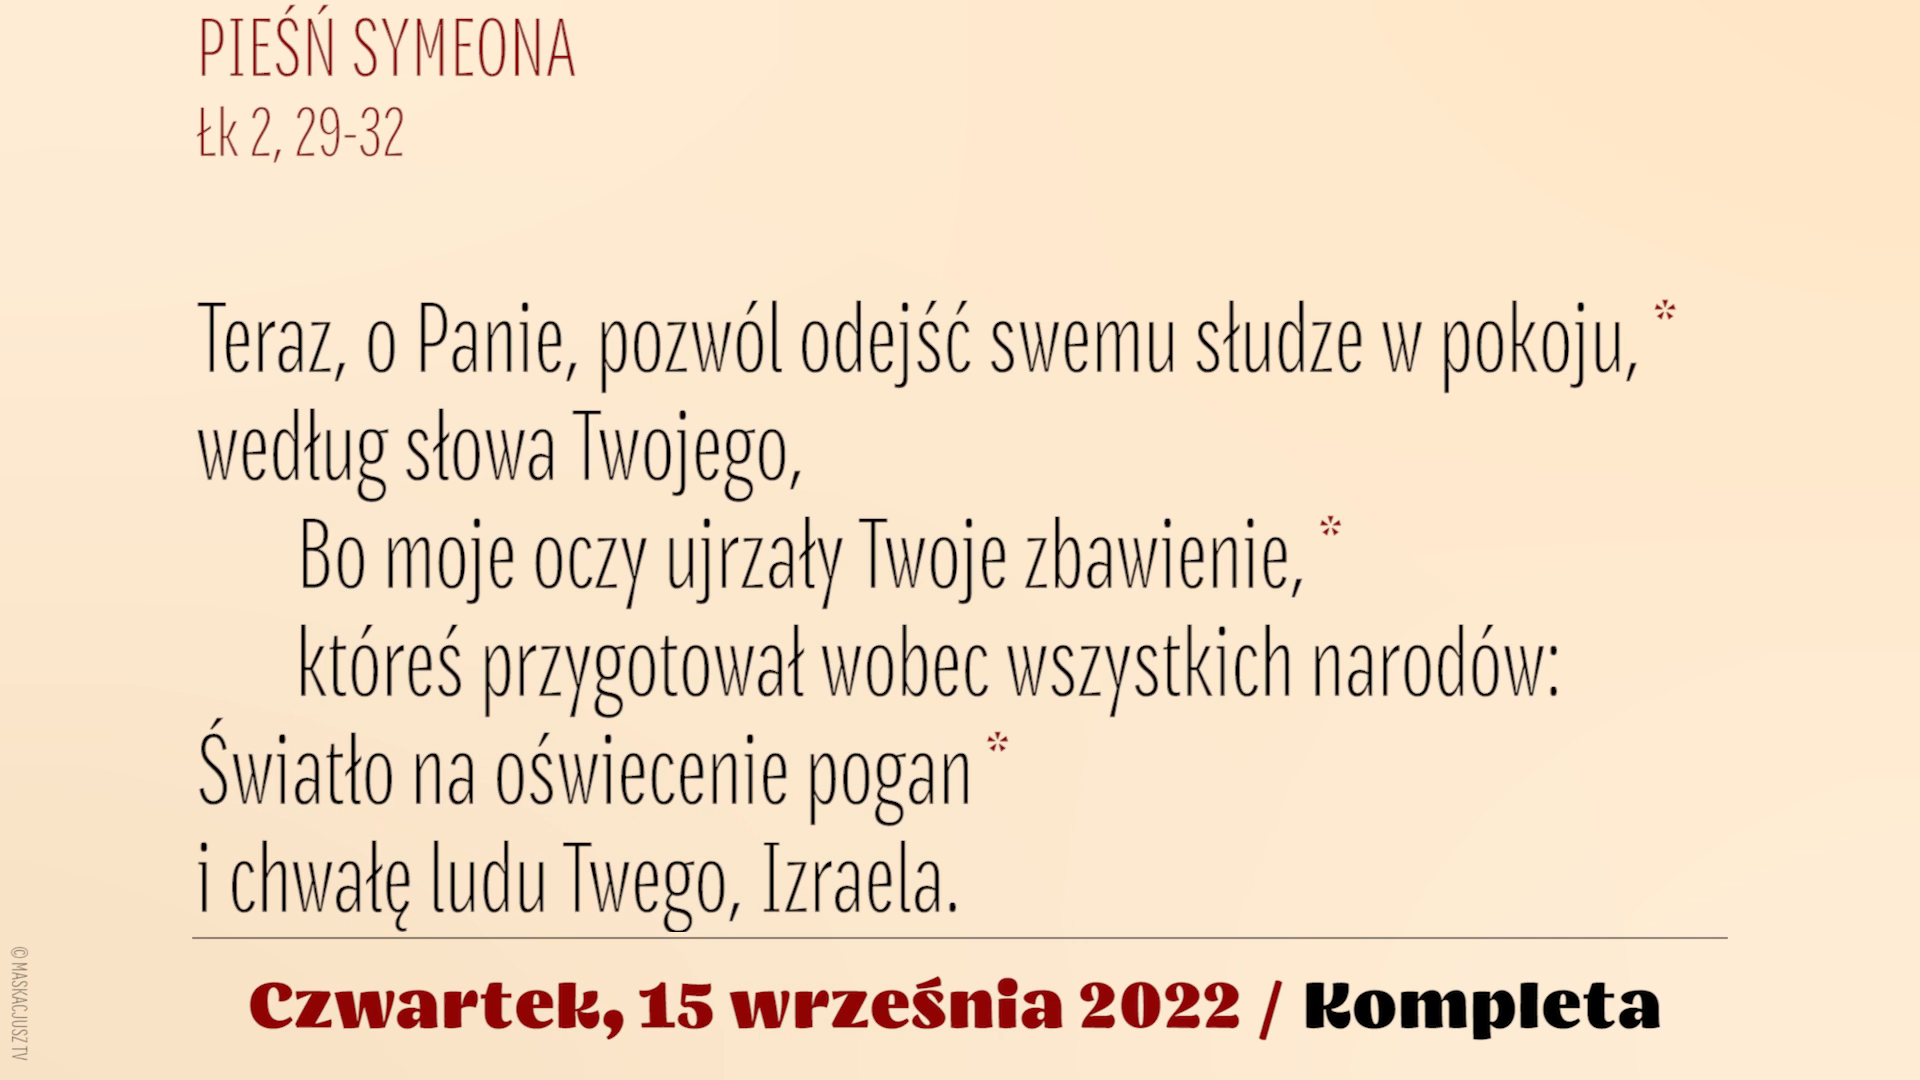 PIEŚŃ SYMEONA
Łk 2, 29-32
Teraz, o Panie, pozwól odejść swemu słudze w pokoju, *
według słowa Twojego,
Bo moje oczy ujrzały Twoje zbawienie, *
któreś przygotował wobec wszystkich narodów:
Światło na oświecenie pogan *
i chwałę ludu Twego, Izraela.
Czwartek, 15 września 2022 / Kompleta
© MASKACJUSZ TV